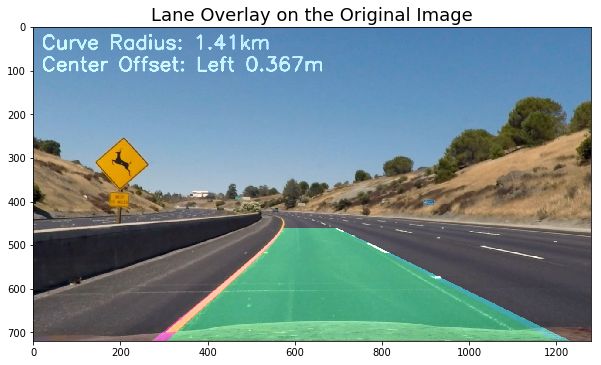 Lane Overlay on the Original Image
Curve Radius: 1.41km
Center Offset: Left 0.367m
0
100
200
300
400
500
600
700
0 200 400 600 800 1000 1200